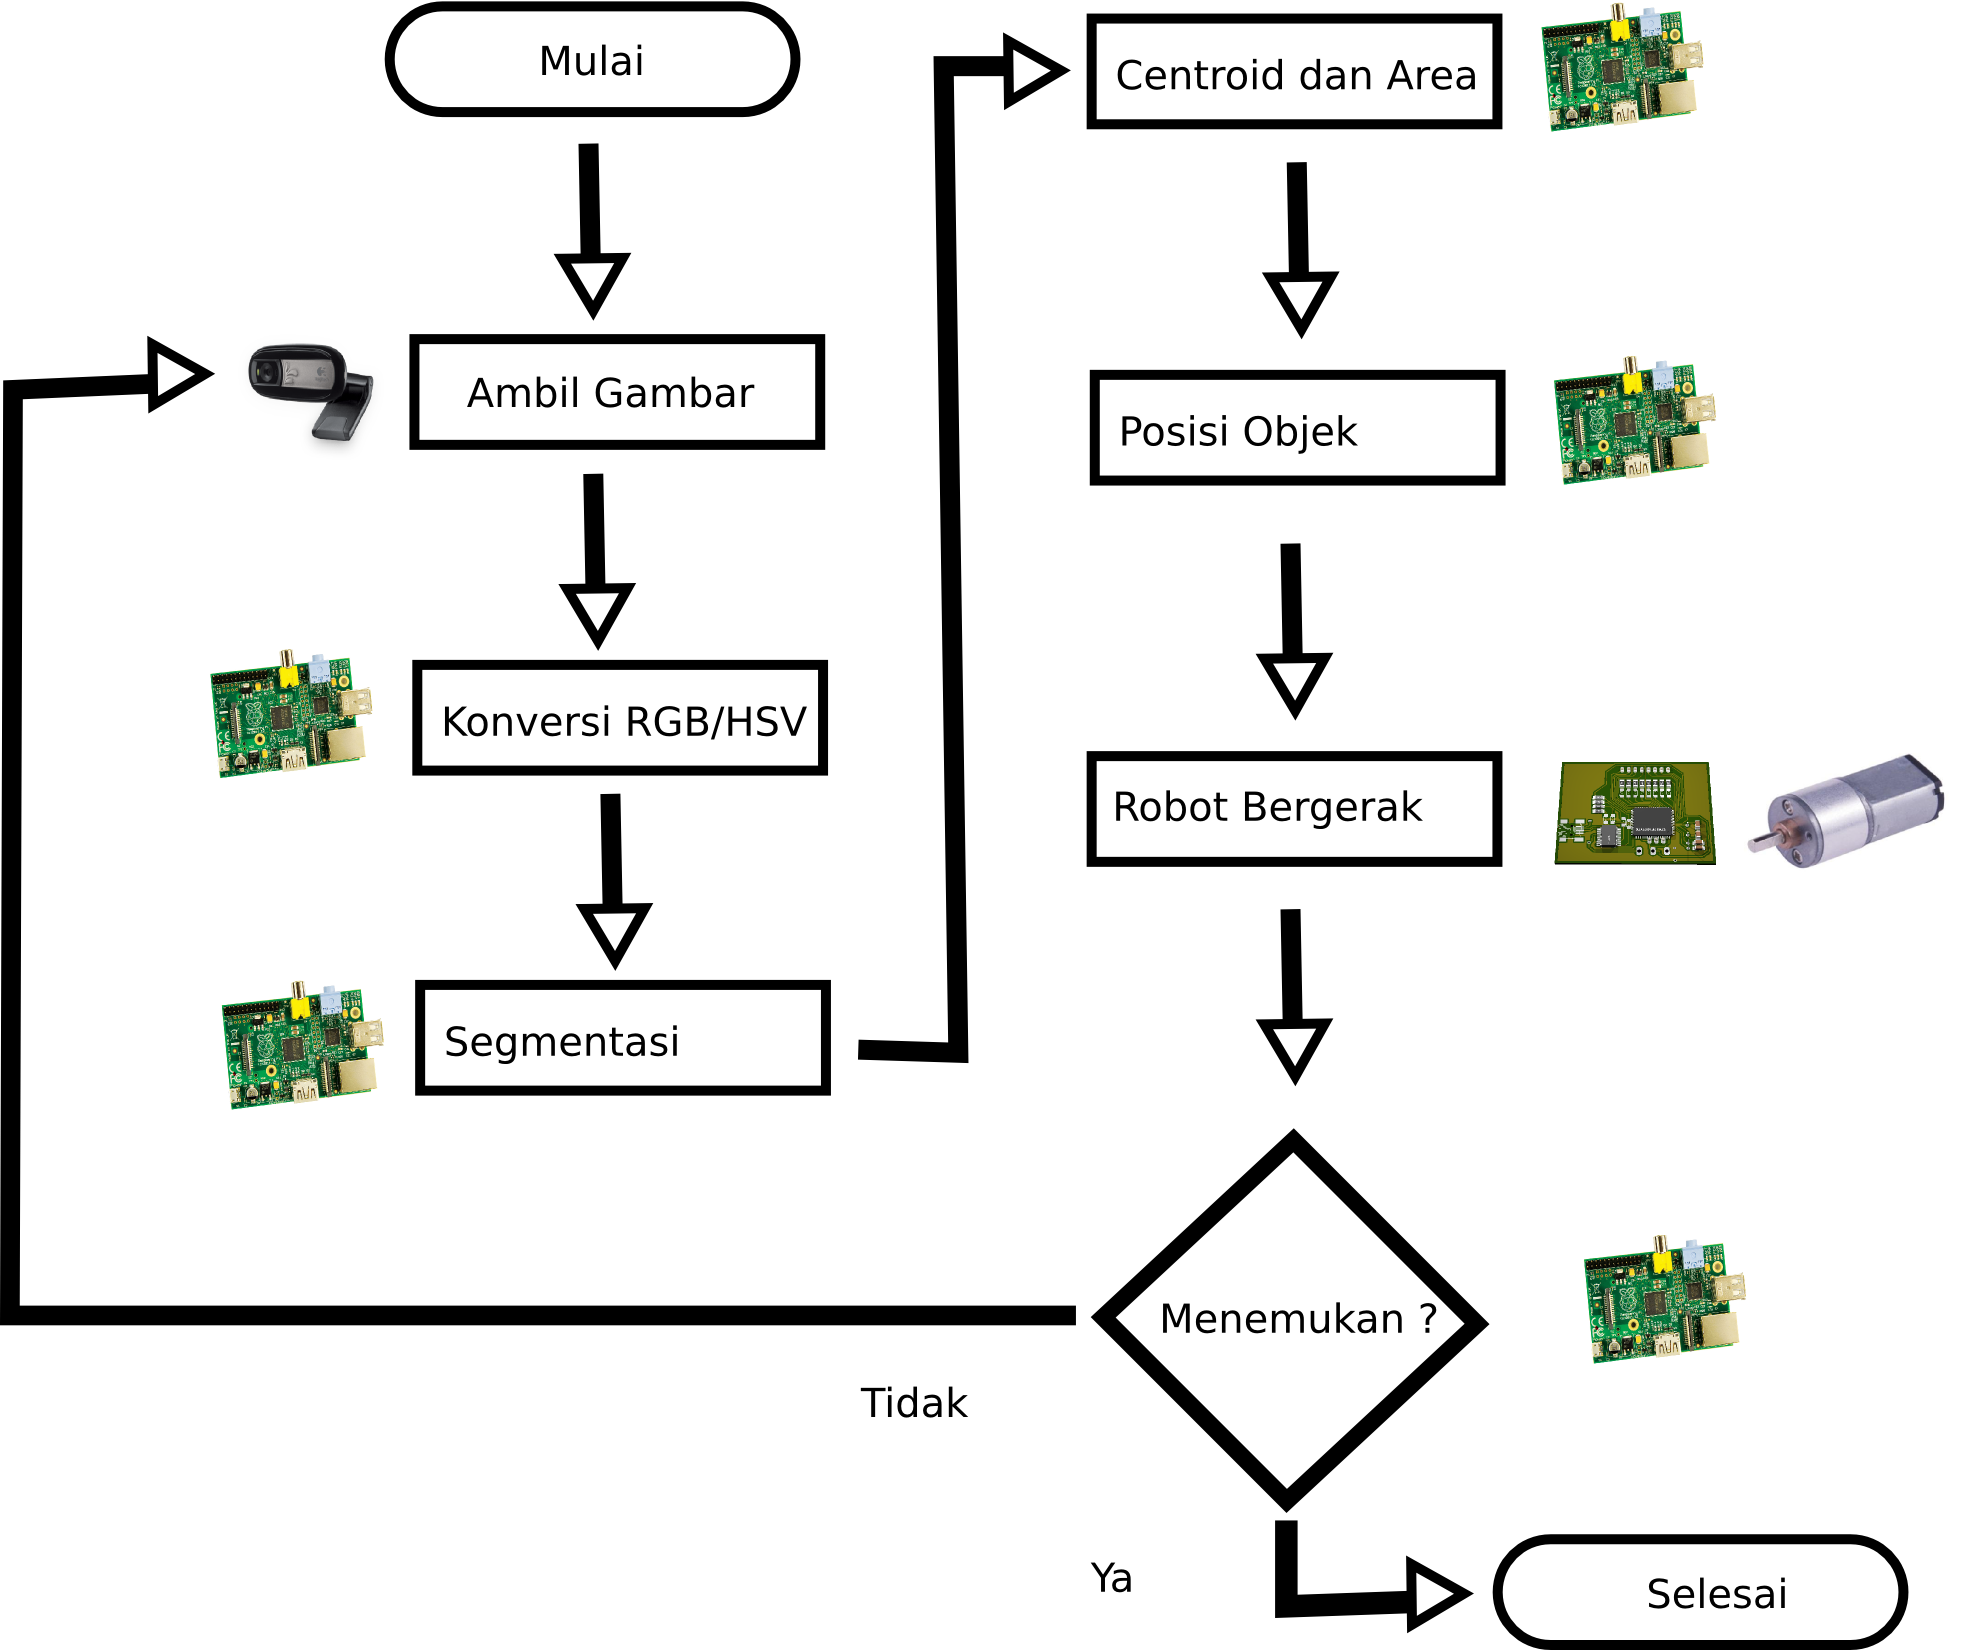 Mulai
Ambil Gambar
Konversi RGB/HSV
Segmentasi
Centroid dan Area
Posisi Objek
Robot Bergerak
Menemukan ?
Tidak
Ya
Selesai